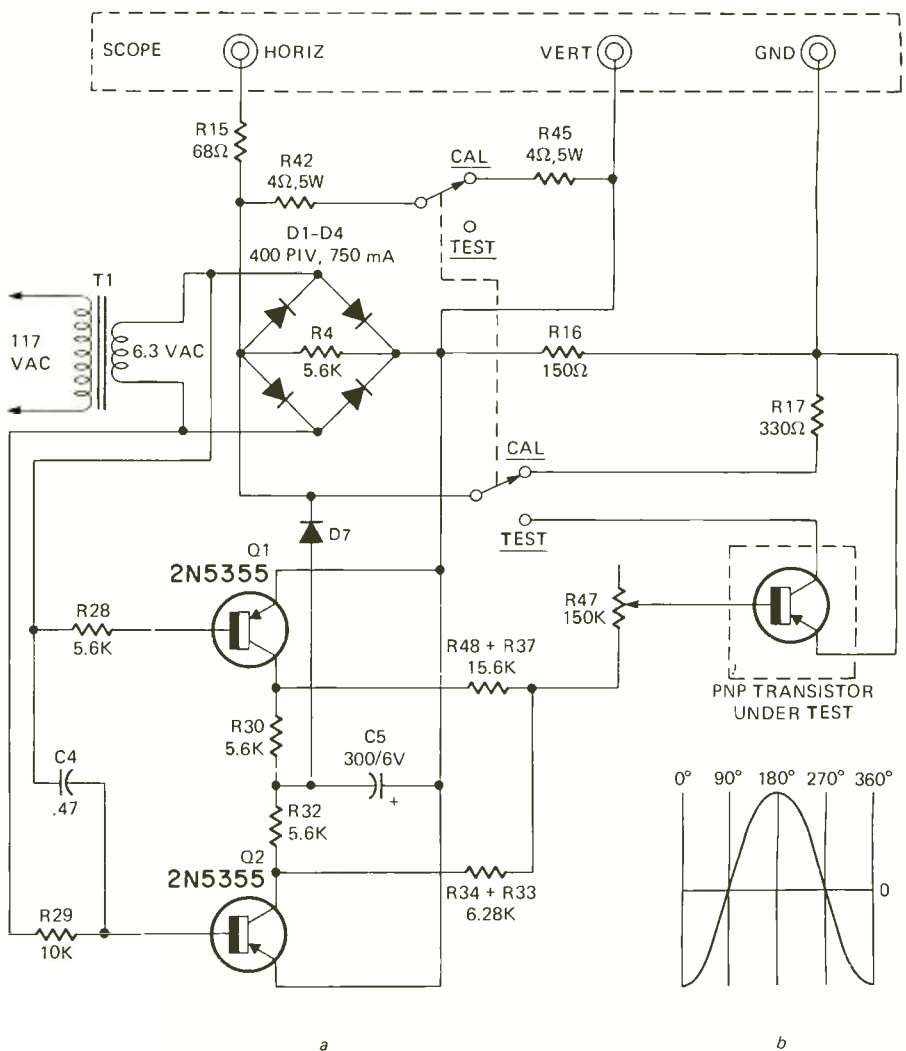 SCOPE
HORIZ
VERT
GND
R15
68Ω
R42
4Ω,5W
CAL
R45
4Ω,5W
TEST
D1-D4
400 PIV, 750 mA
T1
117
VAC
6.3 VAC
R4
5.6K
R16
150Ω
R17
330Ω
CAL
TEST
D7
Q1
2N5355
R28
5.6K
R47
150K
R48 + R37
15.6K
PNP TRANSISTOR
UNDER TEST
R30
5.6K
C5
300/6V
+
C4
.47
R32
5.6K
Q2
2N5355
R34 + R33
6.28K
R29
10K
0° 90° 180° 270° 360°
0
a
b